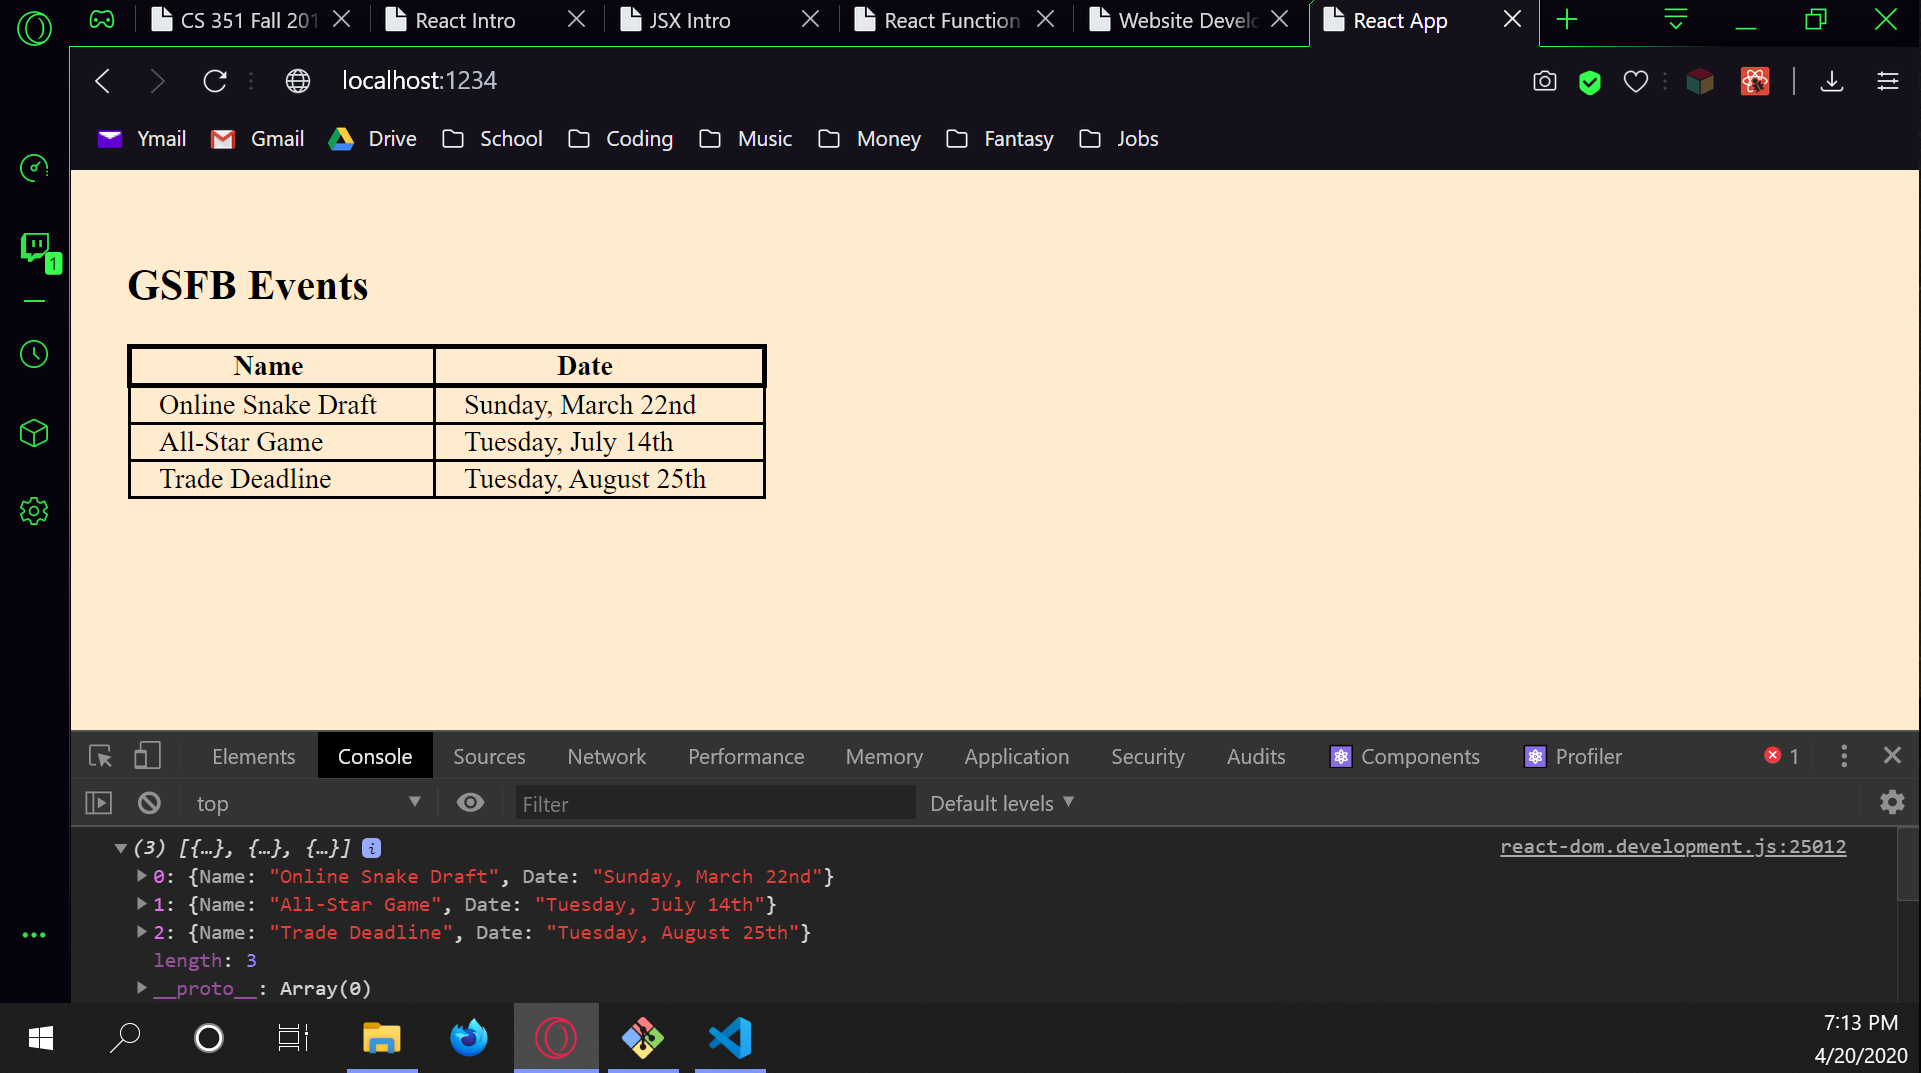 CS 351 Fall 201
React Intro
JSX Intro
React Function
Website Develo
React App
localhost:1234
Ymail
Gmail
Drive
School
Coding
Music
Money
Fantasy
Jobs
1
GSFB Events
Name Date
Online Snake Draft Sunday, March 22nd
All-Star Game Tuesday, July 14th
Trade Deadline Tuesday, August 25th
Elements Console Sources Network Performance Memory Application Security Audits Components Profiler 1
top Filter Default levels
(3) [{…}, {…}, {…}] i react-dom.development.js:25012
0: {Name: "Online Snake Draft", Date: "Sunday, March 22nd"}
1: {Name: "All-Star Game", Date: "Tuesday, July 14th"}
2: {Name: "Trade Deadline", Date: "Tuesday, August 25th"}
length: 3
__proto__: Array(0)
7:13 PM
4/20/2020